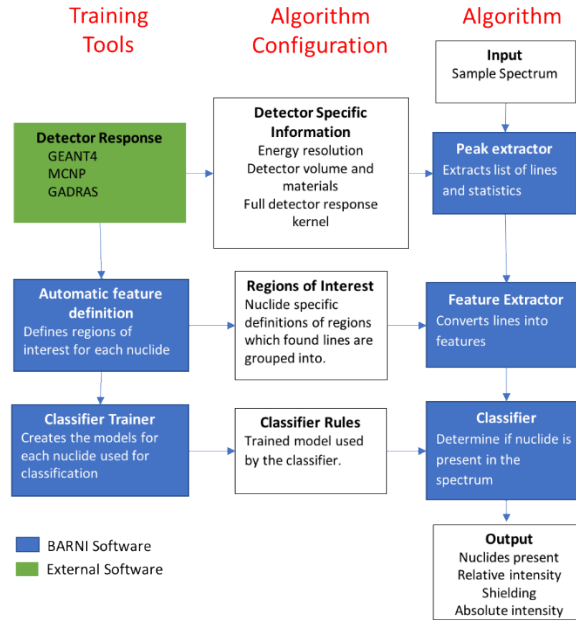 Training
Tools
Algorithm
Configuration
Algorithm
Input
Sample Spectrum
Detector Response
GEANT4
MCNP
GADRAS
Detector Specific
Information
Energy resolution
Detector volume and
materials
Full detector response
kernel
Peak extractor
Extracts list of lines
and statistics
Automatic feature
definition
Defines regions of
interest for each nuclide
Regions of Interest
Nuclide specific
definitions of regions
which found lines are
grouped into.
Feature Extractor
Converts lines into
features
Classifier Trainer
Creates the models for
each nuclide used for
classification
Classifier Rules
Trained model used
by the classifier.
Classifier
Determine if nuclide is
present in the
spectrum
BARNI Software
External Software
Output
Nuclides present
Relative intensity
Shielding
Absolute intensity